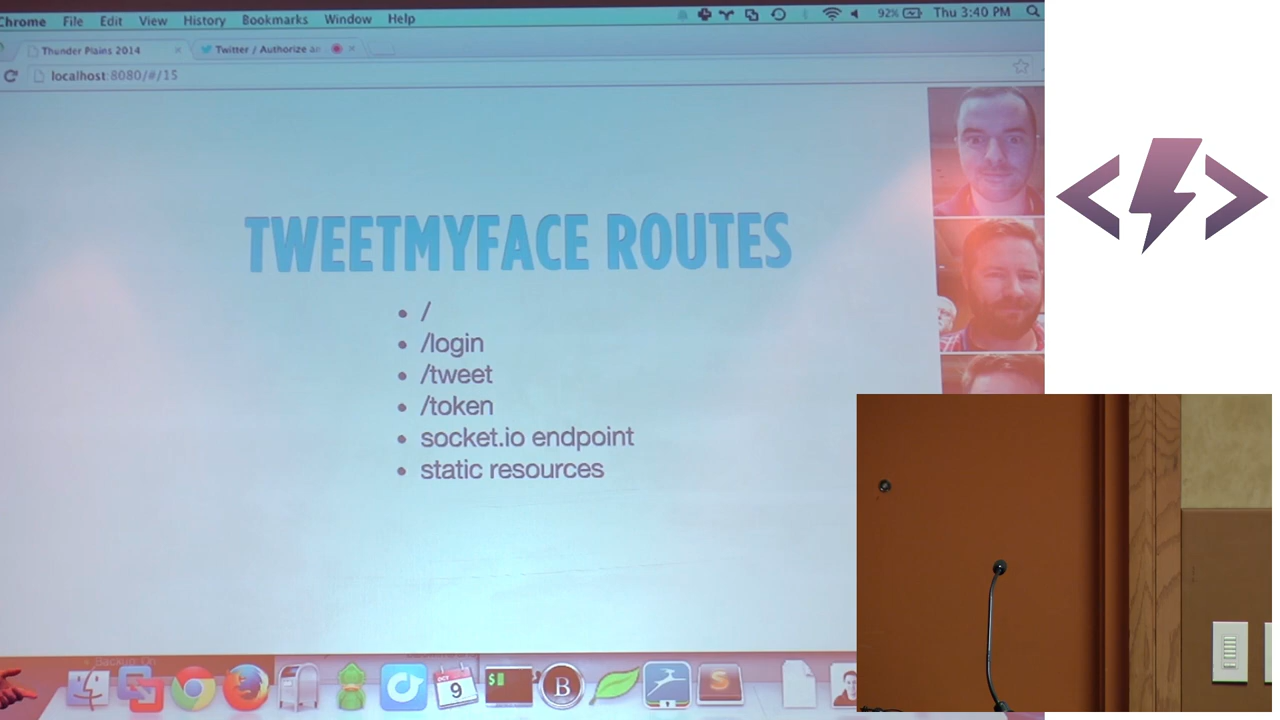 Chrome File Edit View History Bookmarks Window Help 92% Thu 3:40 PM
Thunder Plains 2014 Twitter / Authorize an
localhost:8080/#/15
TWEETMYFACE ROUTES
• /
• /login
• /tweet
• /token
• socket.io endpoint
• static resources
OCT
9
$
B
S